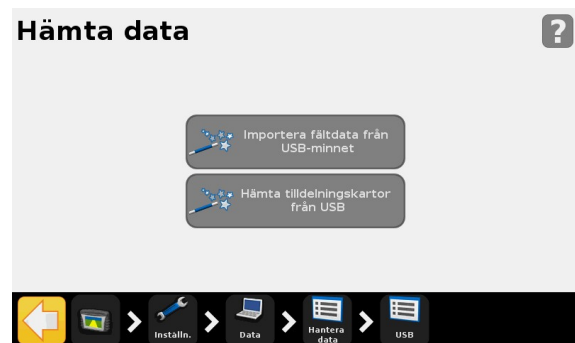 Hämta data
?
Importera fältdata från
USB-minnet
Hämta tilldelningskartor
från USB
Inställn.
Data
Hantera
data
USB